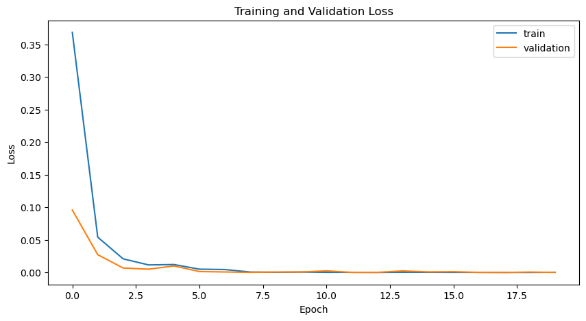 Training and Validation Loss
train
validation
0.35
0.30
0.25
0.20
0.15
0.10
0.05
0.00
Loss
0.0 2.5 5.0 7.5 10.0 12.5 15.0 17.5
Epoch